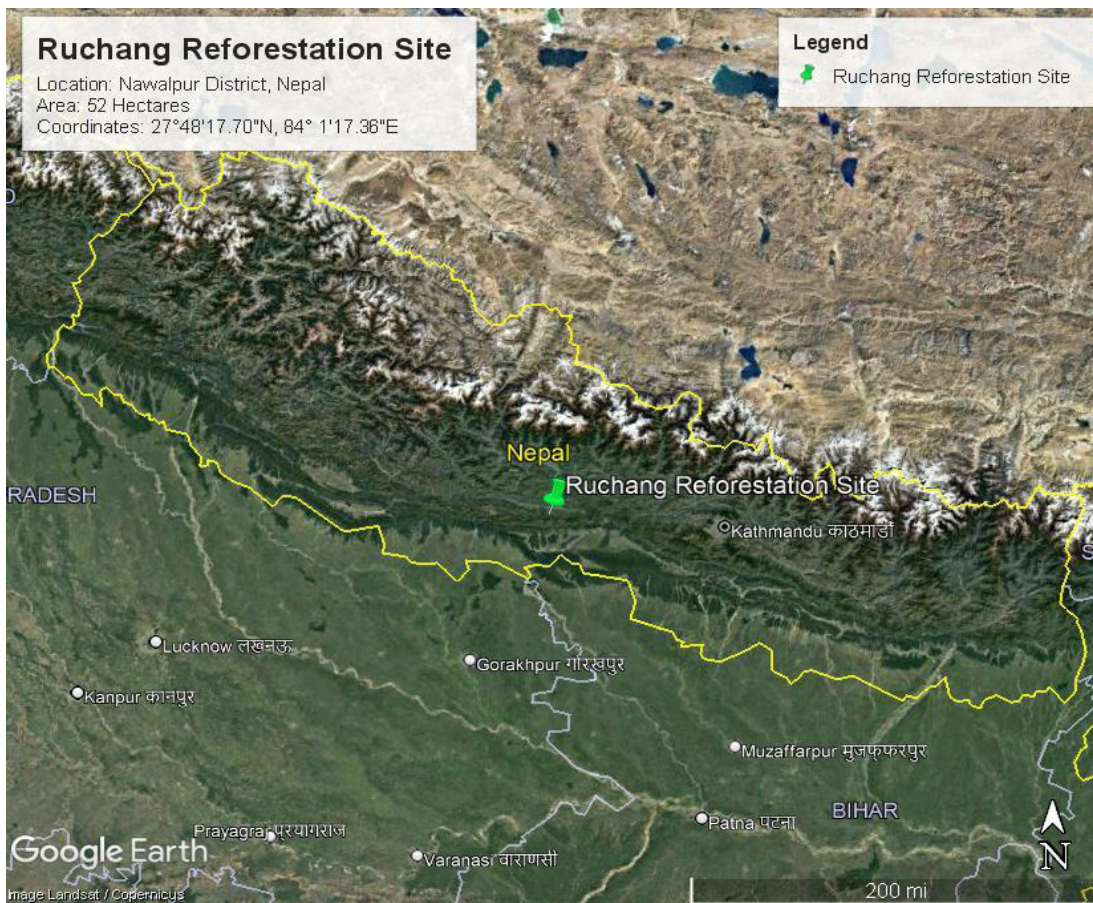 Ruchang Reforestation Site
Location: Nawalpur District, Nepal
Area: 52 Hectares
Coordinates: 27°48'17.70"N, 84° 1'17.36"E
Legend
Ruchang Reforestation Site
Nepal
Ruchang Reforestation Site
RADESH
Kathmandu काठमाडौं
Lucknow लखनऊ
Gorakhpur गोरखपुर
Kanpur कानपुर
Muzaffarpur मुजफ्फरपुर
BIHAR
Patna पटना
Prayagraj प्रयागराज
Varanasi वाराणसी
Google Earth
N
Image Landsat / Copernicus
200 mi